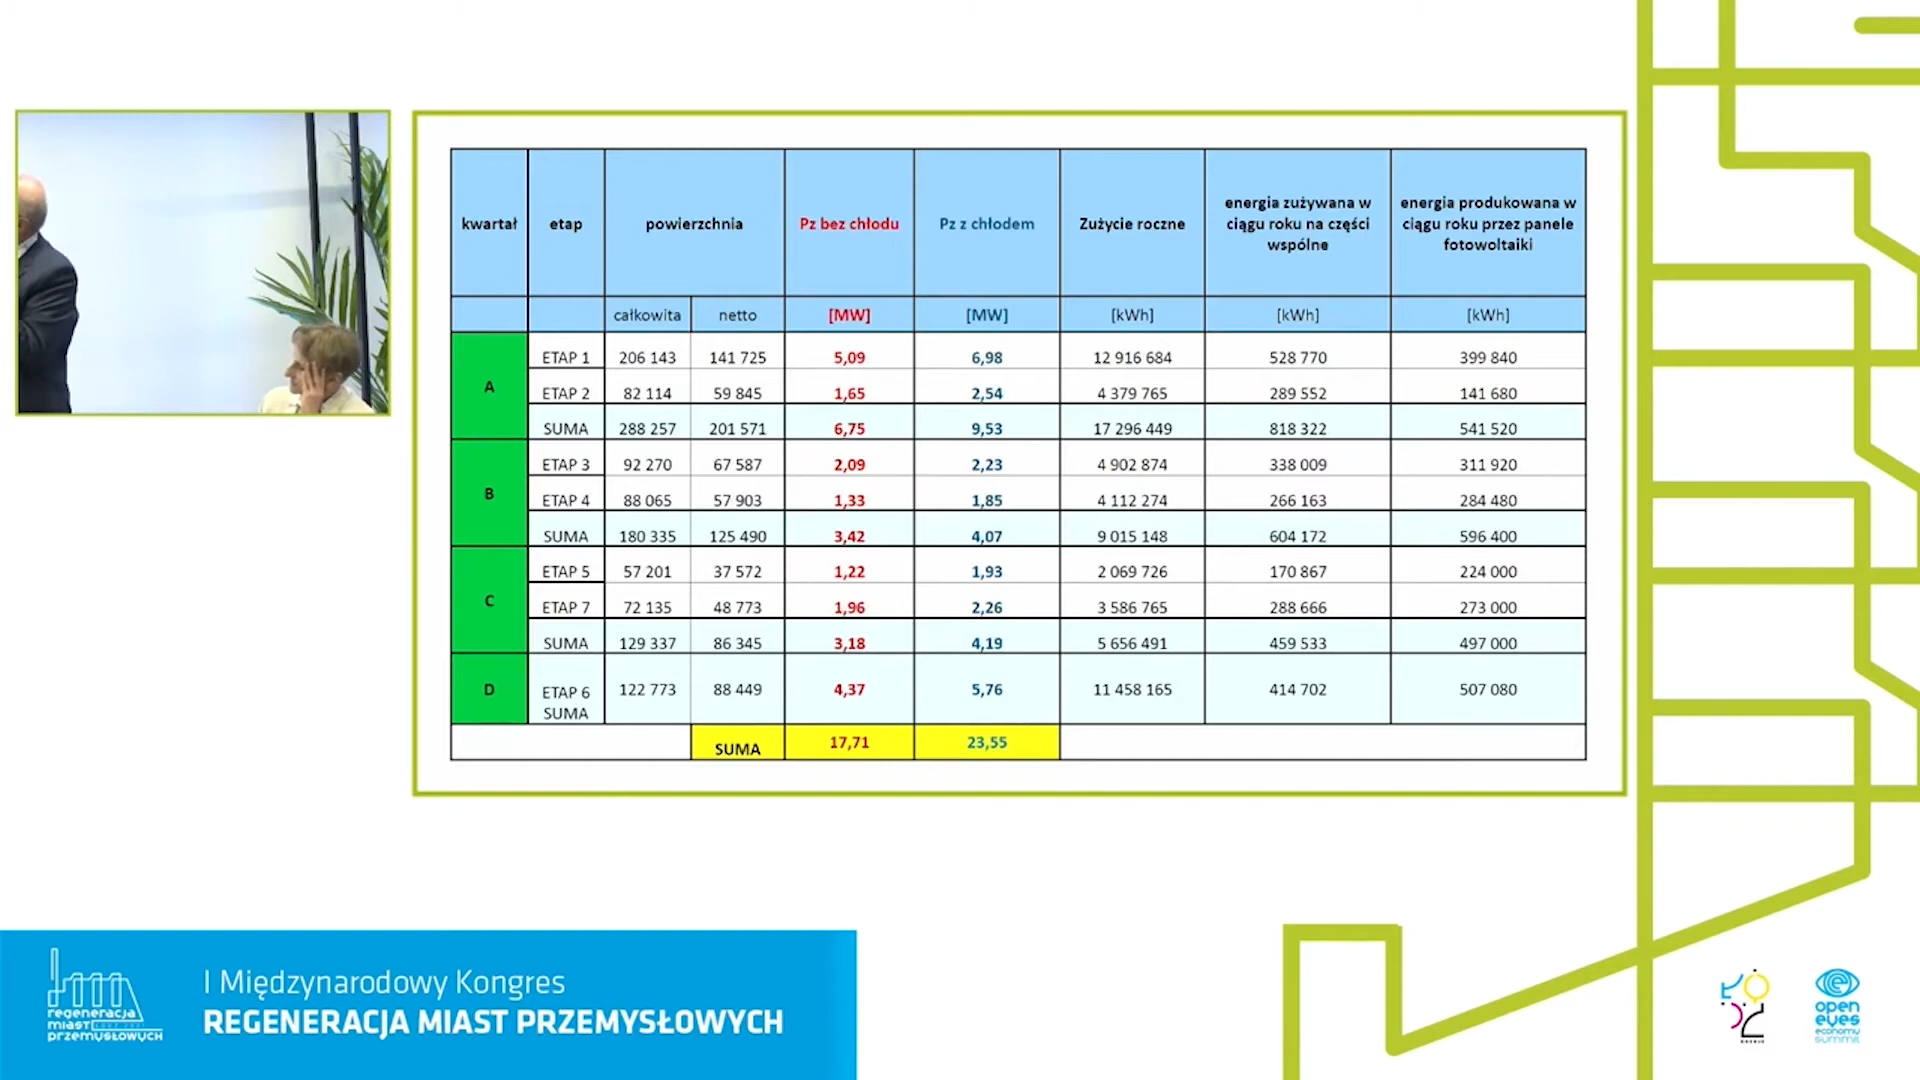 kwartał etap powierzchnia Pz bez chłodu Pz z chłodem Zużycie roczne energia zużywana w ciągu roku na części wspólne energia produkowana w ciągu roku przez panele fotowoltaiki
całkowita netto [MW] [MW] [kWh] [kWh] [kWh]
A
ETAP 1 206 143 141 725 5,09 6,98 12 916 684 528 770 399 840
ETAP 2 82 114 59 845 1,65 2,54 4 379 765 289 552 141 680
SUMA 288 257 201 571 6,75 9,53 17 296 449 818 322 541 520
B
ETAP 3 92 270 67 587 2,09 2,23 4 902 874 338 009 311 920
ETAP 4 88 065 57 903 1,33 1,85 4 112 274 266 163 284 480
SUMA 180 335 125 490 3,42 4,07 9 015 148 604 172 596 400
C
ETAP 5 57 201 37 572 1,22 1,93 2 069 726 170 867 224 000
ETAP 7 72 135 48 773 1,96 2,26 3 586 765 288 666 273 000
SUMA 129 337 86 345 3,18 4,19 5 656 491 459 533 497 000
D
ETAP 6 SUMA 122 773 88 449 4,37 5,76 11 458 165 414 702 507 080
SUMA 17,71 23,55
regeneracja
miast
przemysłowych
I Międzynarodowy Kongres
REGENERACJA MIAST PRZEMYSŁOWYCH
open
eyes
economy
summit